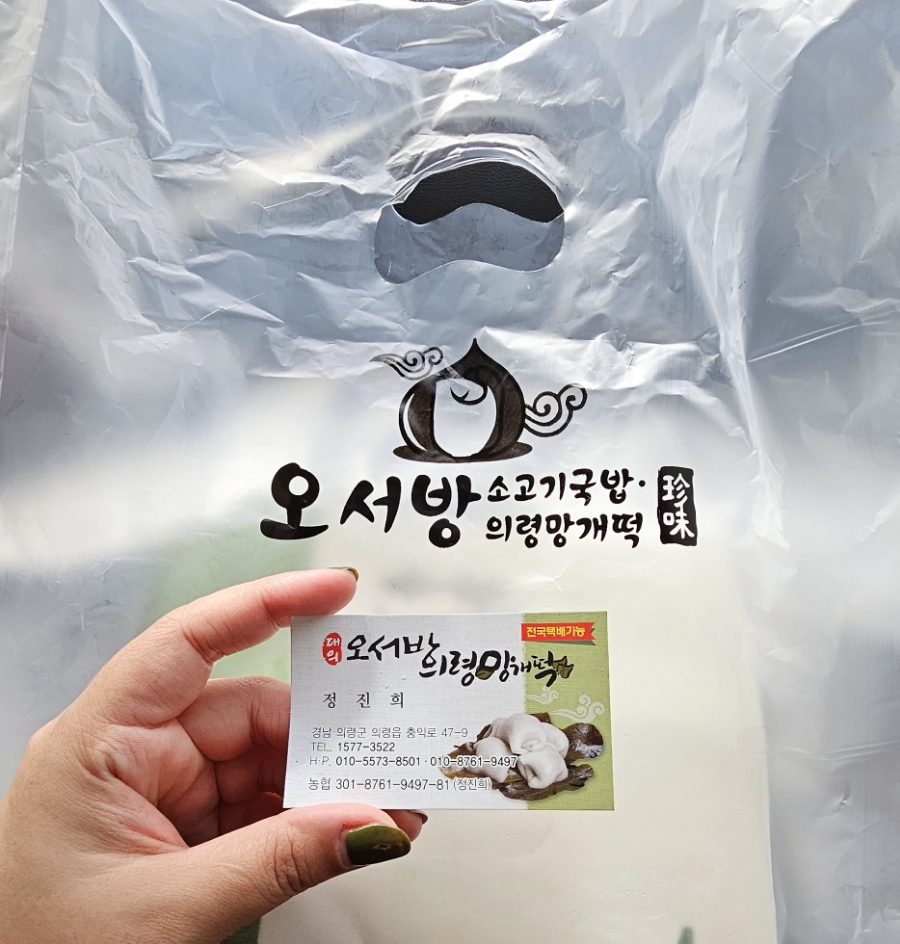 오서방 소고기국밥·
의령망개떡
珍味
대의 오서방
의령망개떡
전국택배가능
정 진 희
경남 의령군 의령읍 충익로 47-9
TEL. 1577-3522
H·P. 010-5573-8501 · 010-8761-9497
농협 301-8761-9497-81 (정진희)